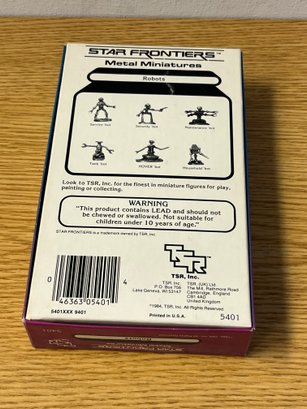 STAR FRONTIERS™
Metal Miniatures
Robots
Service 'bot
Security 'bot
Maintenance 'bot
Tank 'bot
HOVER 'bot
Household 'bot
Look to TSR, Inc. for the finest in miniature figures for play,
painting or collecting.
WARNING
"This product contains LEAD and should not
be chewed or swallowed. Not suitable for
children under 10 years of age."
STAR FRONTIERS is a trademark owned by TSR, Inc.
TSR
TSR, Inc.
TSR, Inc.
P.O. Box 756
Lake Geneva, WI 53147
TSR, (UK) Ltd.
The Mill, Rathmore Road
Cambridge, England
CB1 4AD
United Kingdom
©1984, TSR, Inc. All Rights Reserved
Printed in U.S.A.
5401
0 46363 05401 4
5401XXX 9401